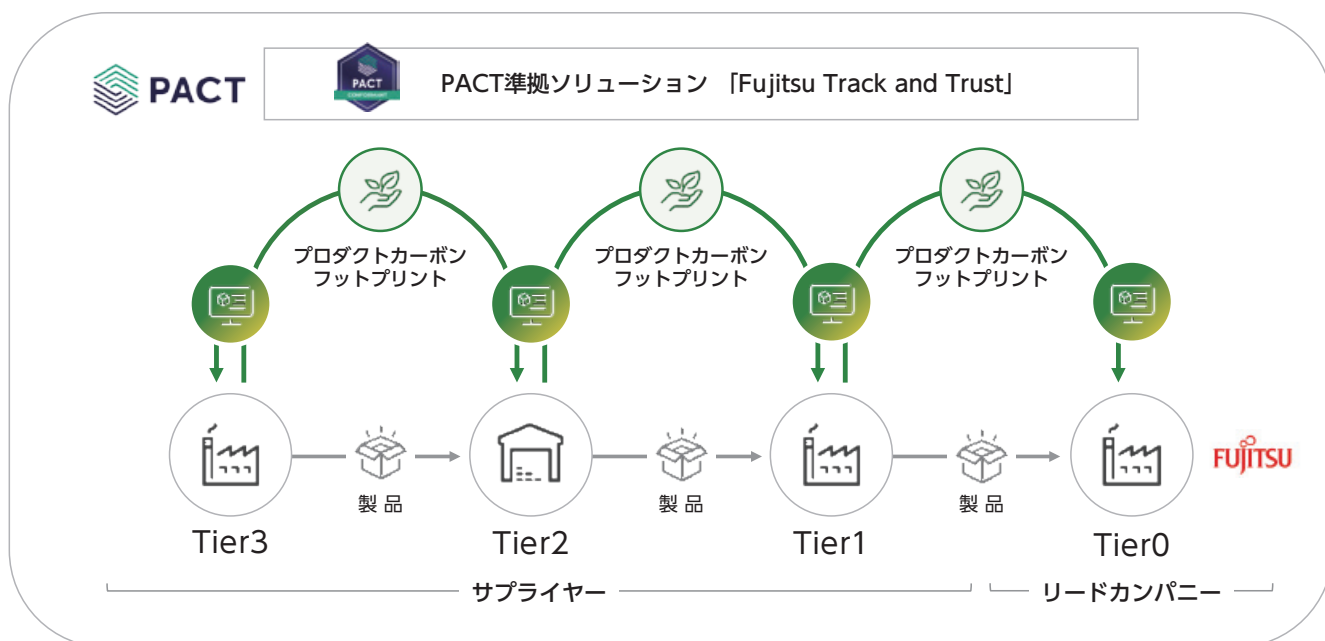 PACT
PACT
CONFORMANT
PACT準拠ソリューション 「Fujitsu Track and Trust」
プロダクトカーボン
フットプリント
プロダクトカーボン
フットプリント
プロダクトカーボン
フットプリント
製 品
製 品
製 品
FUJITSU
Tier3
Tier2
Tier1
Tier0
サプライヤー
リードカンパニー